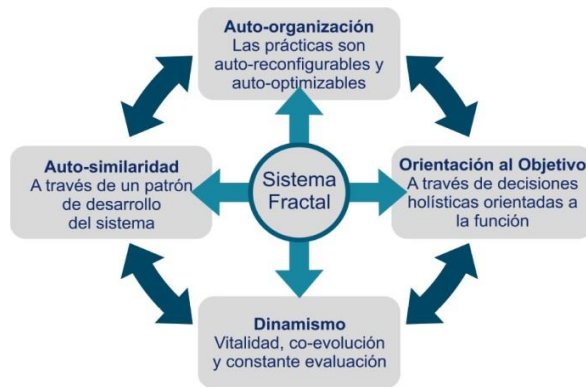 Auto-organización
Las prácticas son
auto-reconfigurables y
auto-optimizables
Auto-similaridad
A través de un patrón
de desarrollo
del sistema
Sistema
Fractal
Orientación al Objetivo
A través de decisiones
holísticas orientadas a
la función
Dinamismo
Vitalidad, co-evolución
y constante evaluación